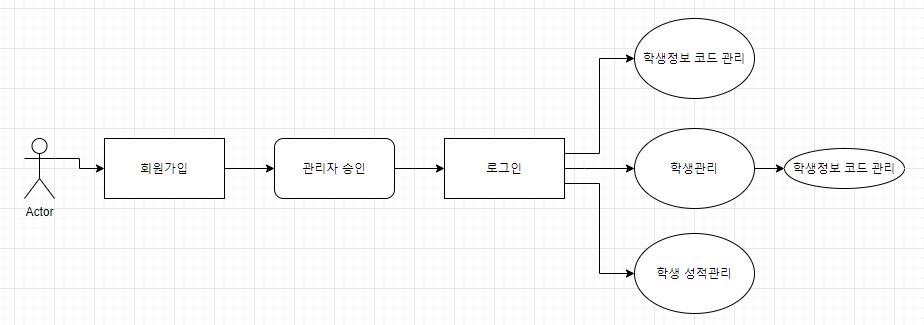 Actor
회원가입
관리자 승인
로그인
학생정보 코드 관리
학생관리
학생정보 코드 관리
학생 성적관리